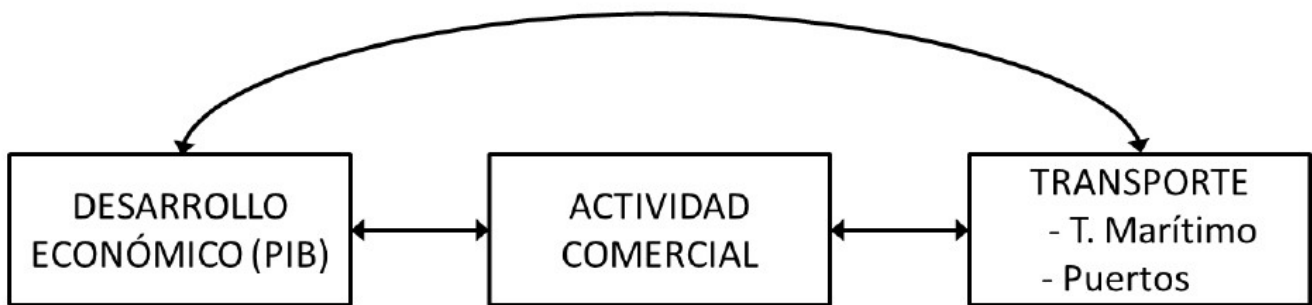 DESARROLLO
ECONÓMICO (PIB)
ACTIVIDAD
COMERCIAL
TRANSPORTE
- T. Marítimo
- Puertos